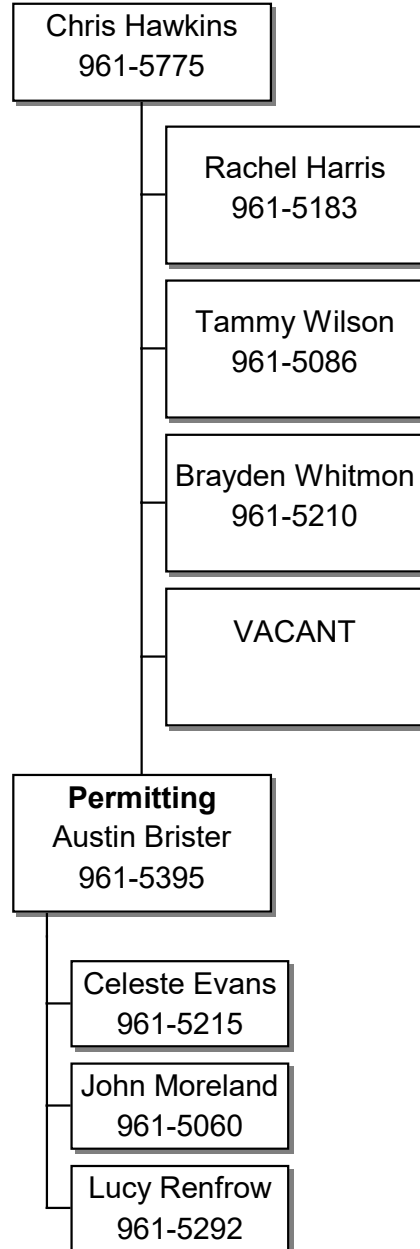 Chris Hawkins
961-5775
Rachel Harris
961-5183
Tammy Wilson
961-5086
Brayden Whitmon
961-5210
VACANT
Permitting
Austin Brister
961-5395
Celeste Evans
961-5215
John Moreland
961-5060
Lucy Renfrow
961-5292